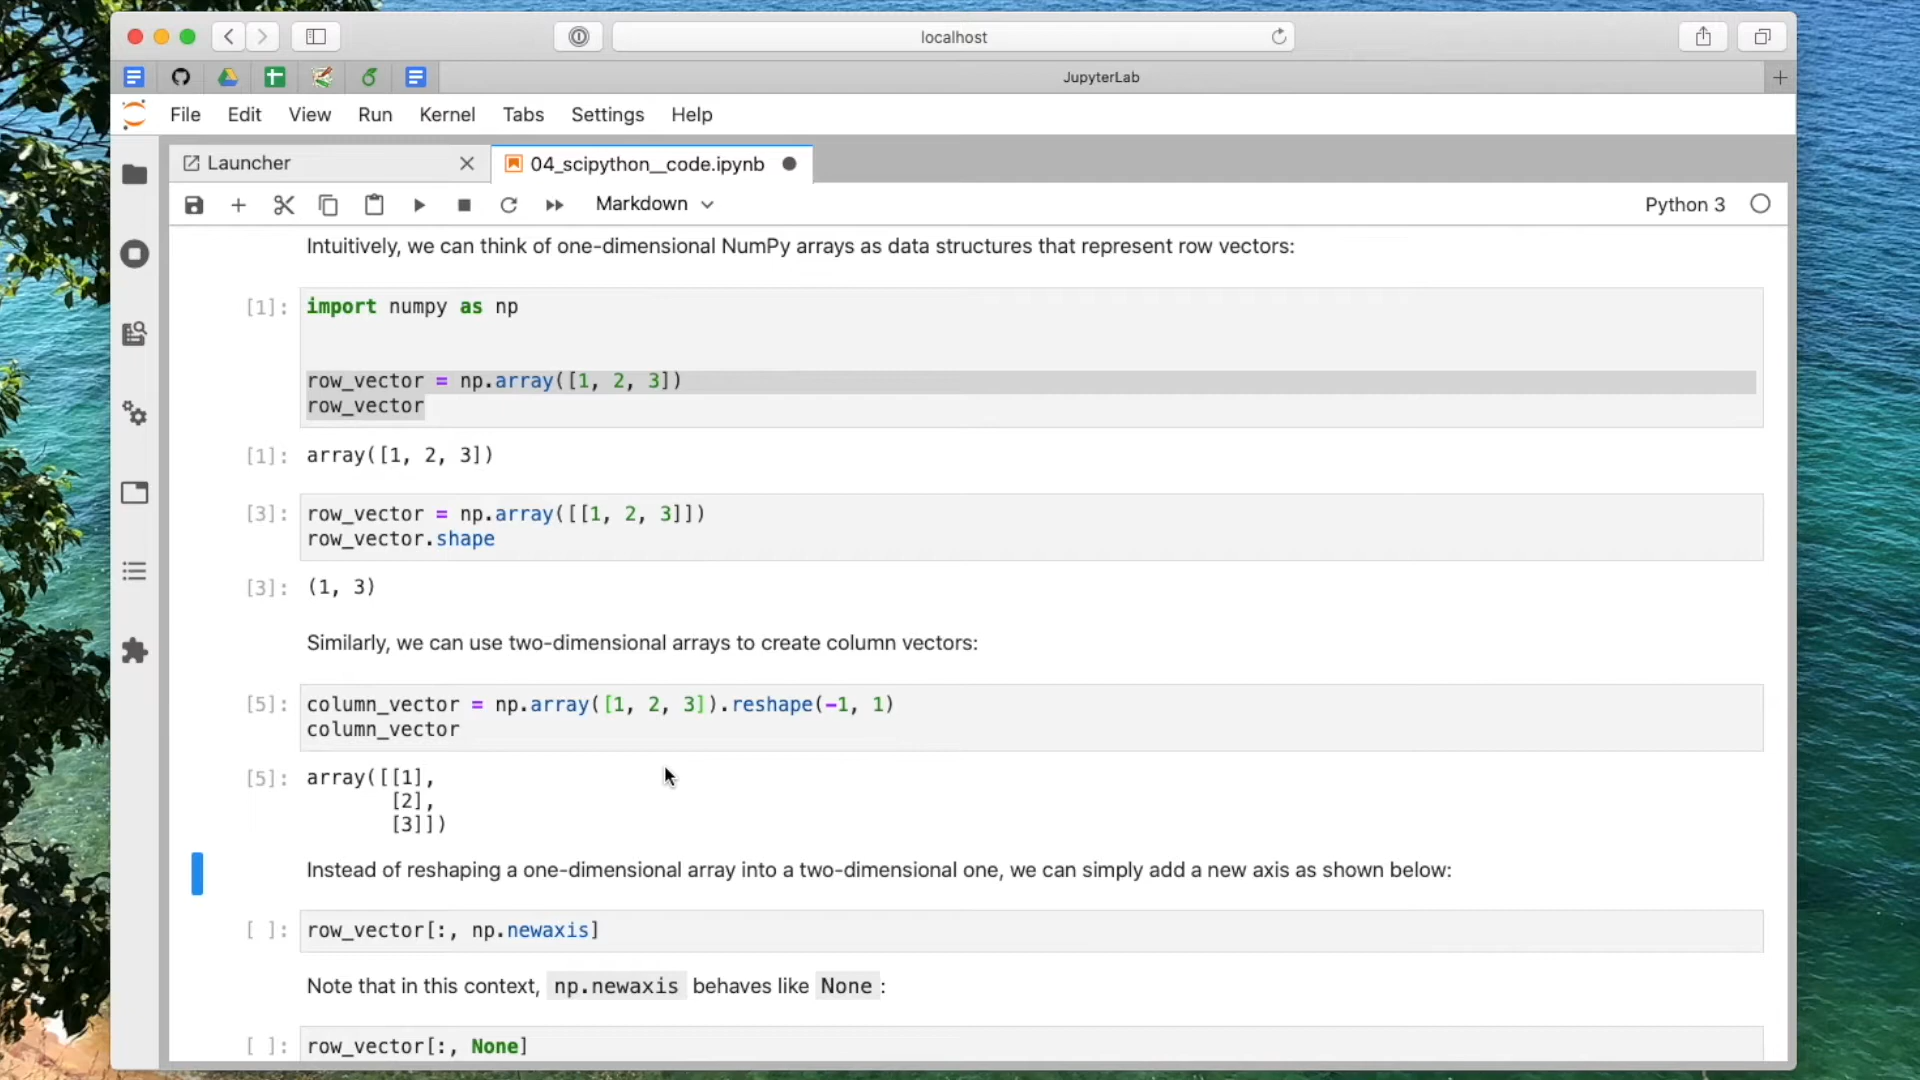 localhost
JupyterLab
File Edit View Run Kernel Tabs Settings Help
Launcher
04_scipython__code.ipynb
Markdown
Python 3
Intuitively, we can think of one-dimensional NumPy arrays as data structures that represent row vectors:
[1]: import numpy as np
row_vector = np.array([1, 2, 3])
row_vector
[1]: array([1, 2, 3])
[3]: row_vector = np.array([[1, 2, 3]])
row_vector.shape
[3]: (1, 3)
Similarly, we can use two-dimensional arrays to create column vectors:
[5]: column_vector = np.array([1, 2, 3]).reshape(-1, 1)
column_vector
[5]: array([[1],
[2],
[3]])
Instead of reshaping a one-dimensional array into a two-dimensional one, we can simply add a new axis as shown below:
[ ]: row_vector[:, np.newaxis]
Note that in this context, np.newaxis behaves like None:
[ ]: row_vector[:, None]